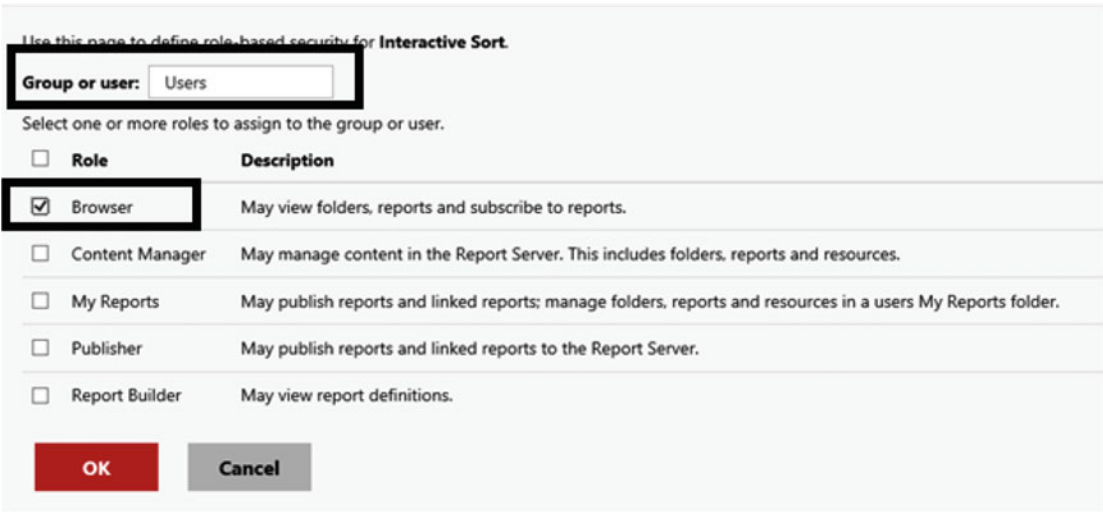 Use this page to define role-based security for Interactive Sort.
Group or user: Users
Select one or more roles to assign to the group or user.
Role Description
Browser May view folders, reports and subscribe to reports.
Content Manager May manage content in the Report Server. This includes folders, reports and resources.
My Reports May publish reports and linked reports; manage folders, reports and resources in a users My Reports folder.
Publisher May publish reports and linked reports to the Report Server.
Report Builder May view report definitions.
OK Cancel